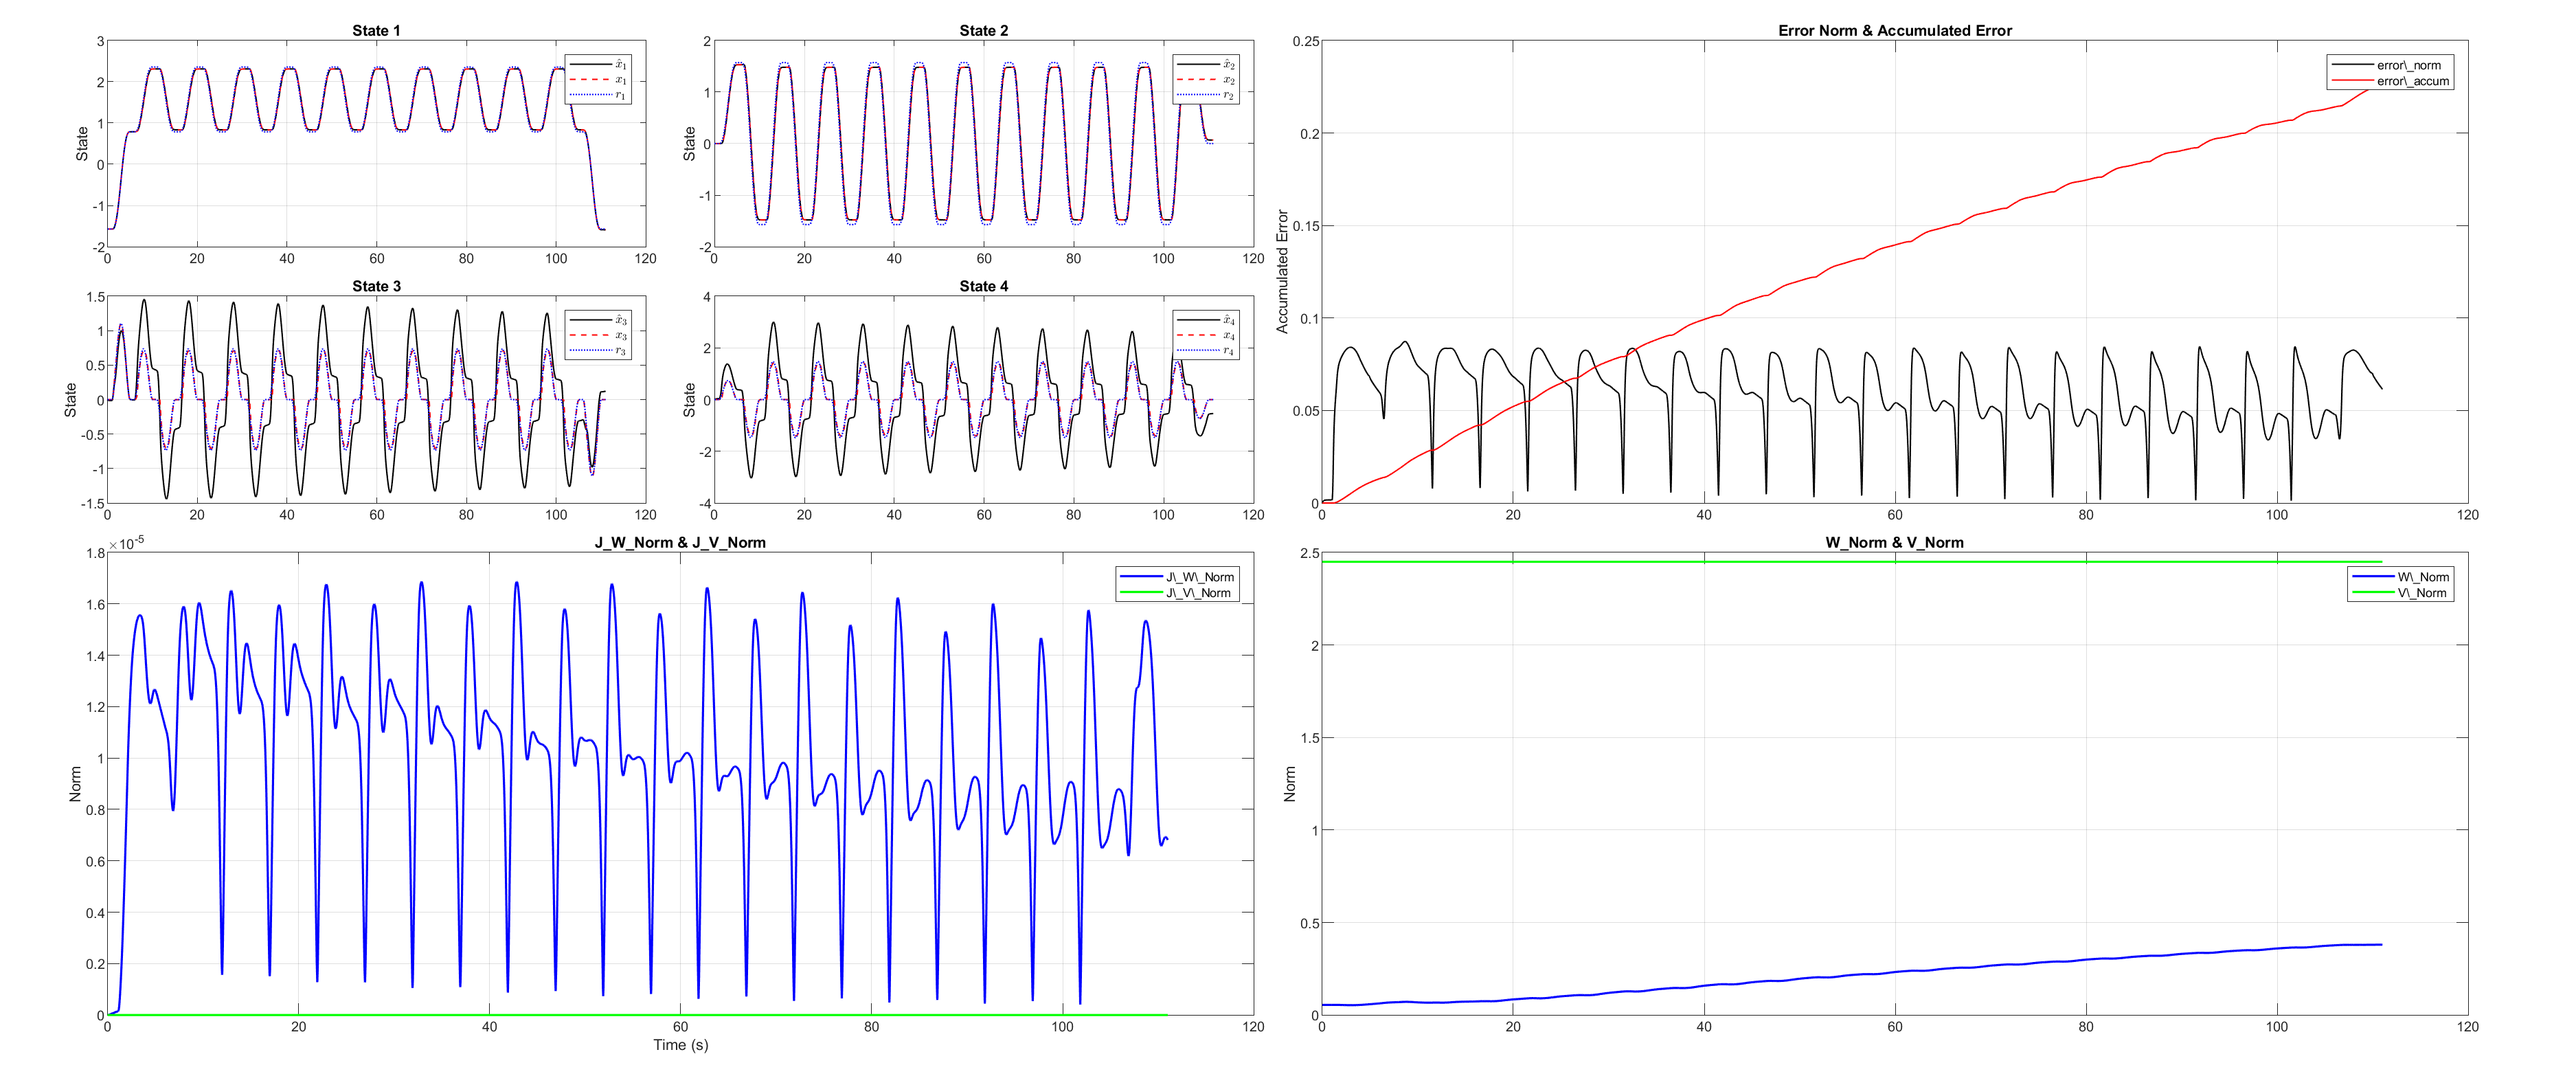 State 1
3
2
1
0
-1
-2
State
0 20 40 60 80 100 120
x̂₁
x₁
r₁
State 2
2
1
0
-1
-2
State
0 20 40 60 80 100 120
x̂₂
x₂
r₂
State 3
1.5
1
0.5
0
-0.5
-1
-1.5
State
0 20 40 60 80 100 120
x̂₃
x₃
r₃
State 4
4
2
0
-2
-4
State
0 20 40 60 80 100 120
x̂₄
x₄
r₄
Error Norm & Accumulated Error
0.25
0.2
0.15
0.1
0.05
0
Accumulated Error
0 20 40 60 80 100 120
error\_norm
error\_accum
J_W_Norm & J_V_Norm
×10⁻⁵
1.8
1.6
1.4
1.2
1
0.8
0.6
0.4
0.2
0
Norm
0 20 40 60 80 100 120
Time (s)
J\_W\_Norm
J\_V\_Norm
W_Norm & V_Norm
2.5
2
1.5
1
0.5
0
Norm
0 20 40 60 80 100 120
W\_Norm
V\_Norm